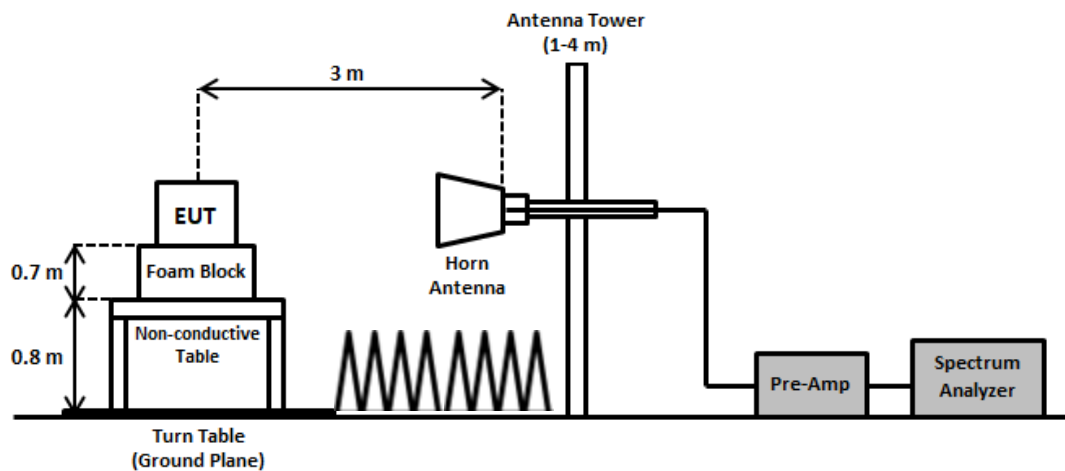 Antenna Tower
(1-4 m)
3 m
EUT
0.7 m
Foam Block
Horn
Antenna
0.8 m
Non-conductive
Table
Pre-Amp
Spectrum
Analyzer
Turn Table
(Ground Plane)